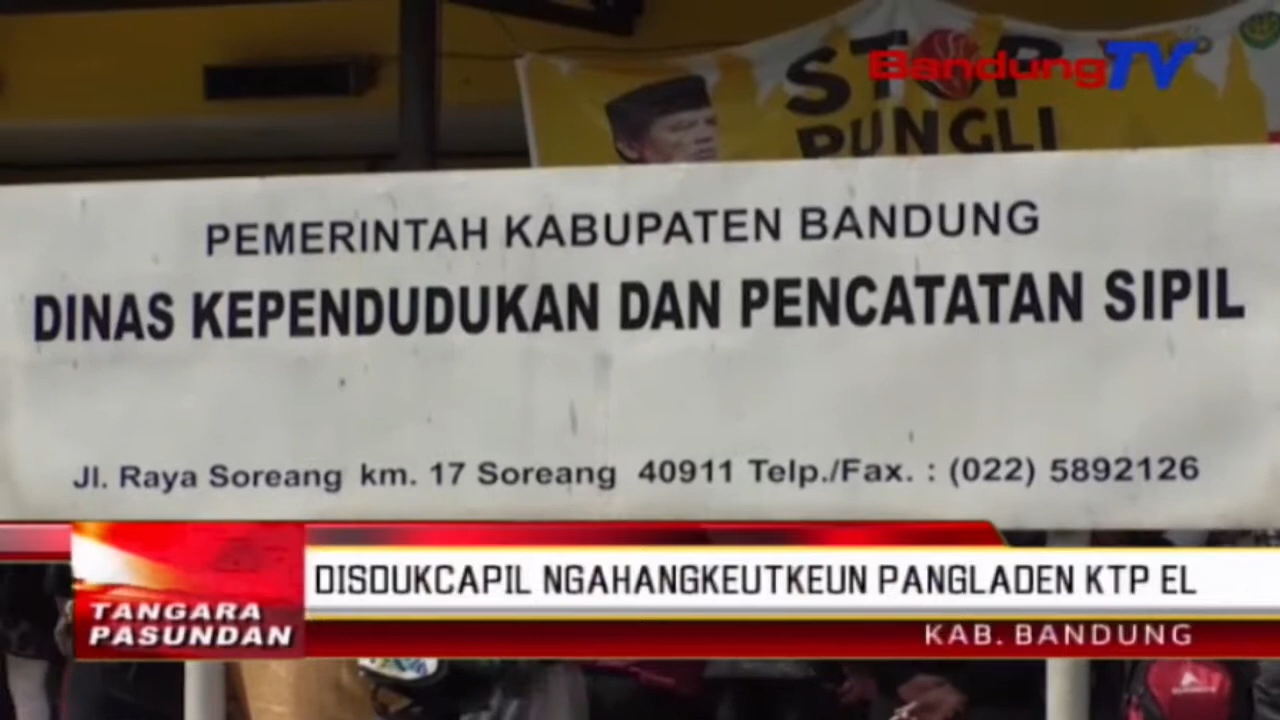 STOP
PUNGLI
BandungTV
PEMERINTAH KABUPATEN BANDUNG
DINAS KEPENDUDUKAN DAN PENCATATAN SIPIL
Jl. Raya Soreang km. 17 Soreang 40911 Telp./Fax. : (022) 5892126
DISDUKCAPIL NGAHANGKEUTKEUN PANGLADEN KTP EL
TANGARA
PASUNDAN
KAB. BANDUNG